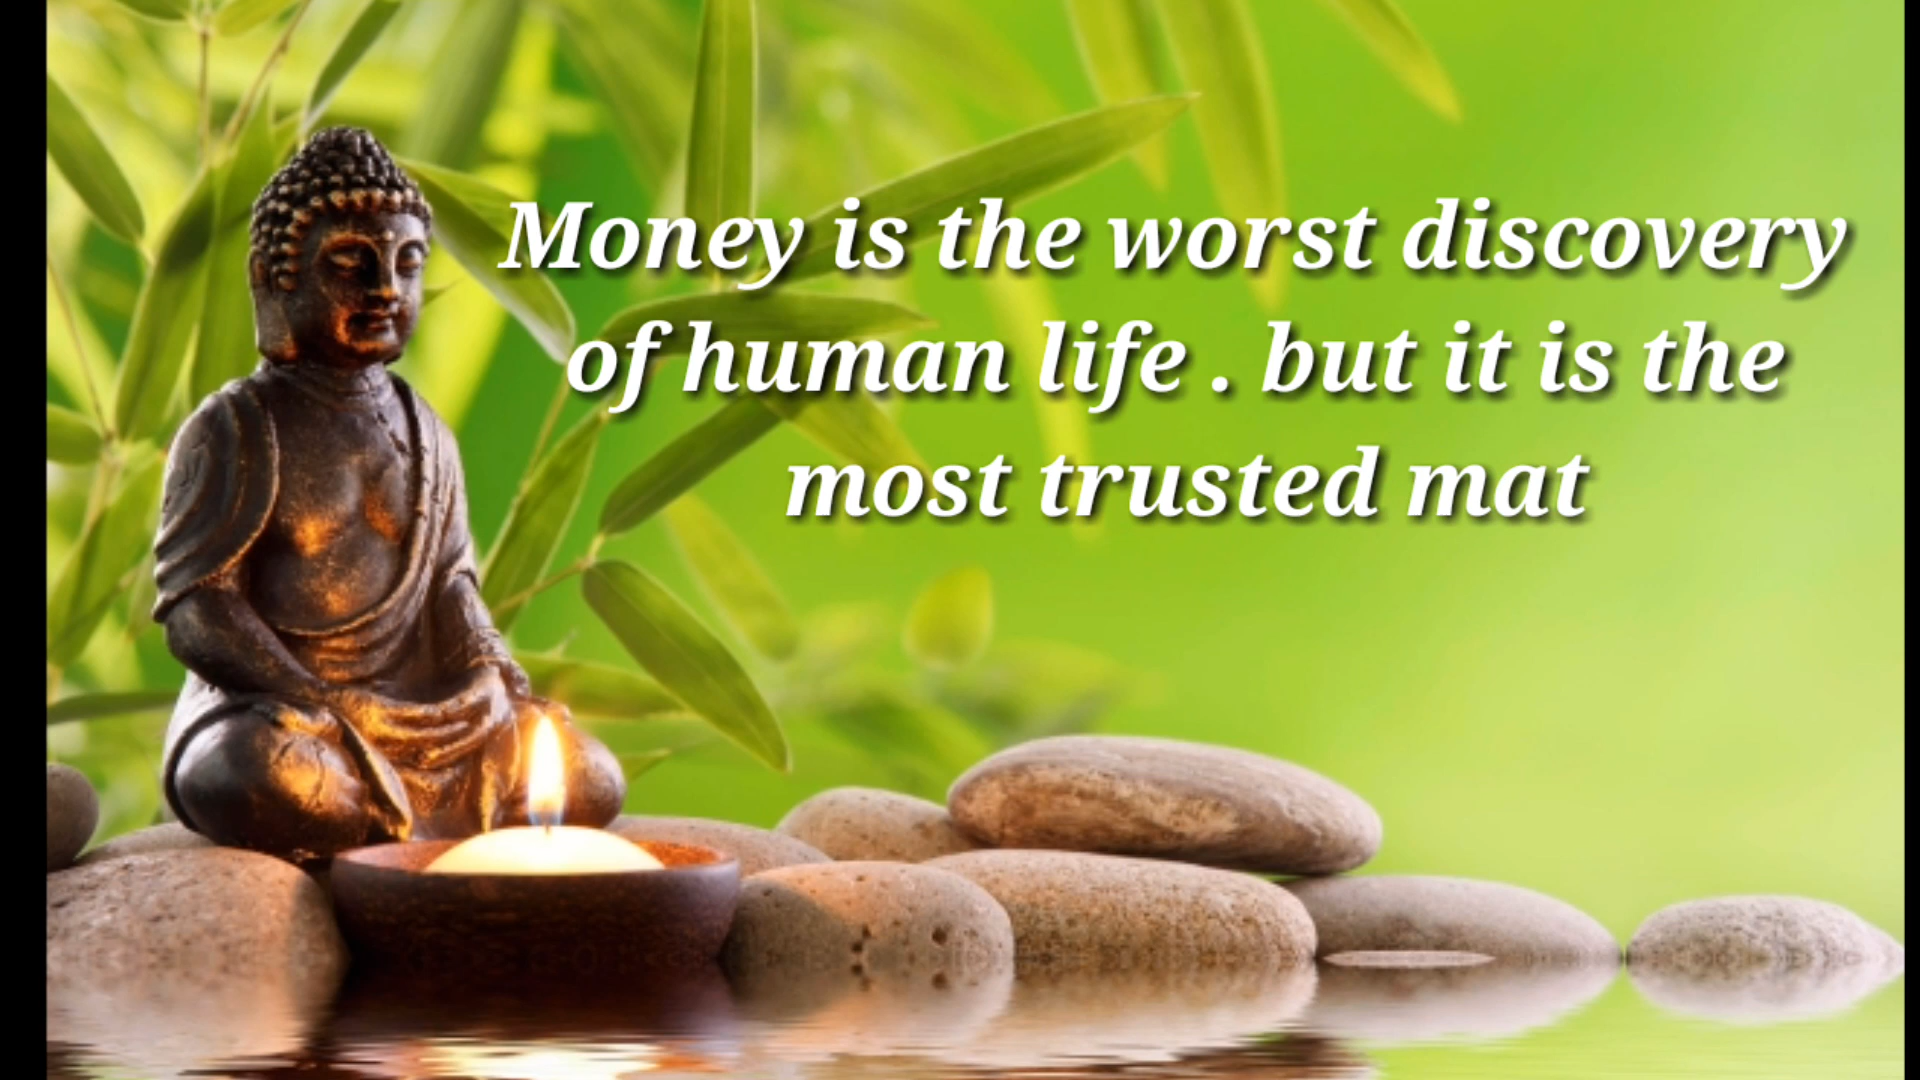 Money is the worst discovery
of human life . but it is the
most trusted mat